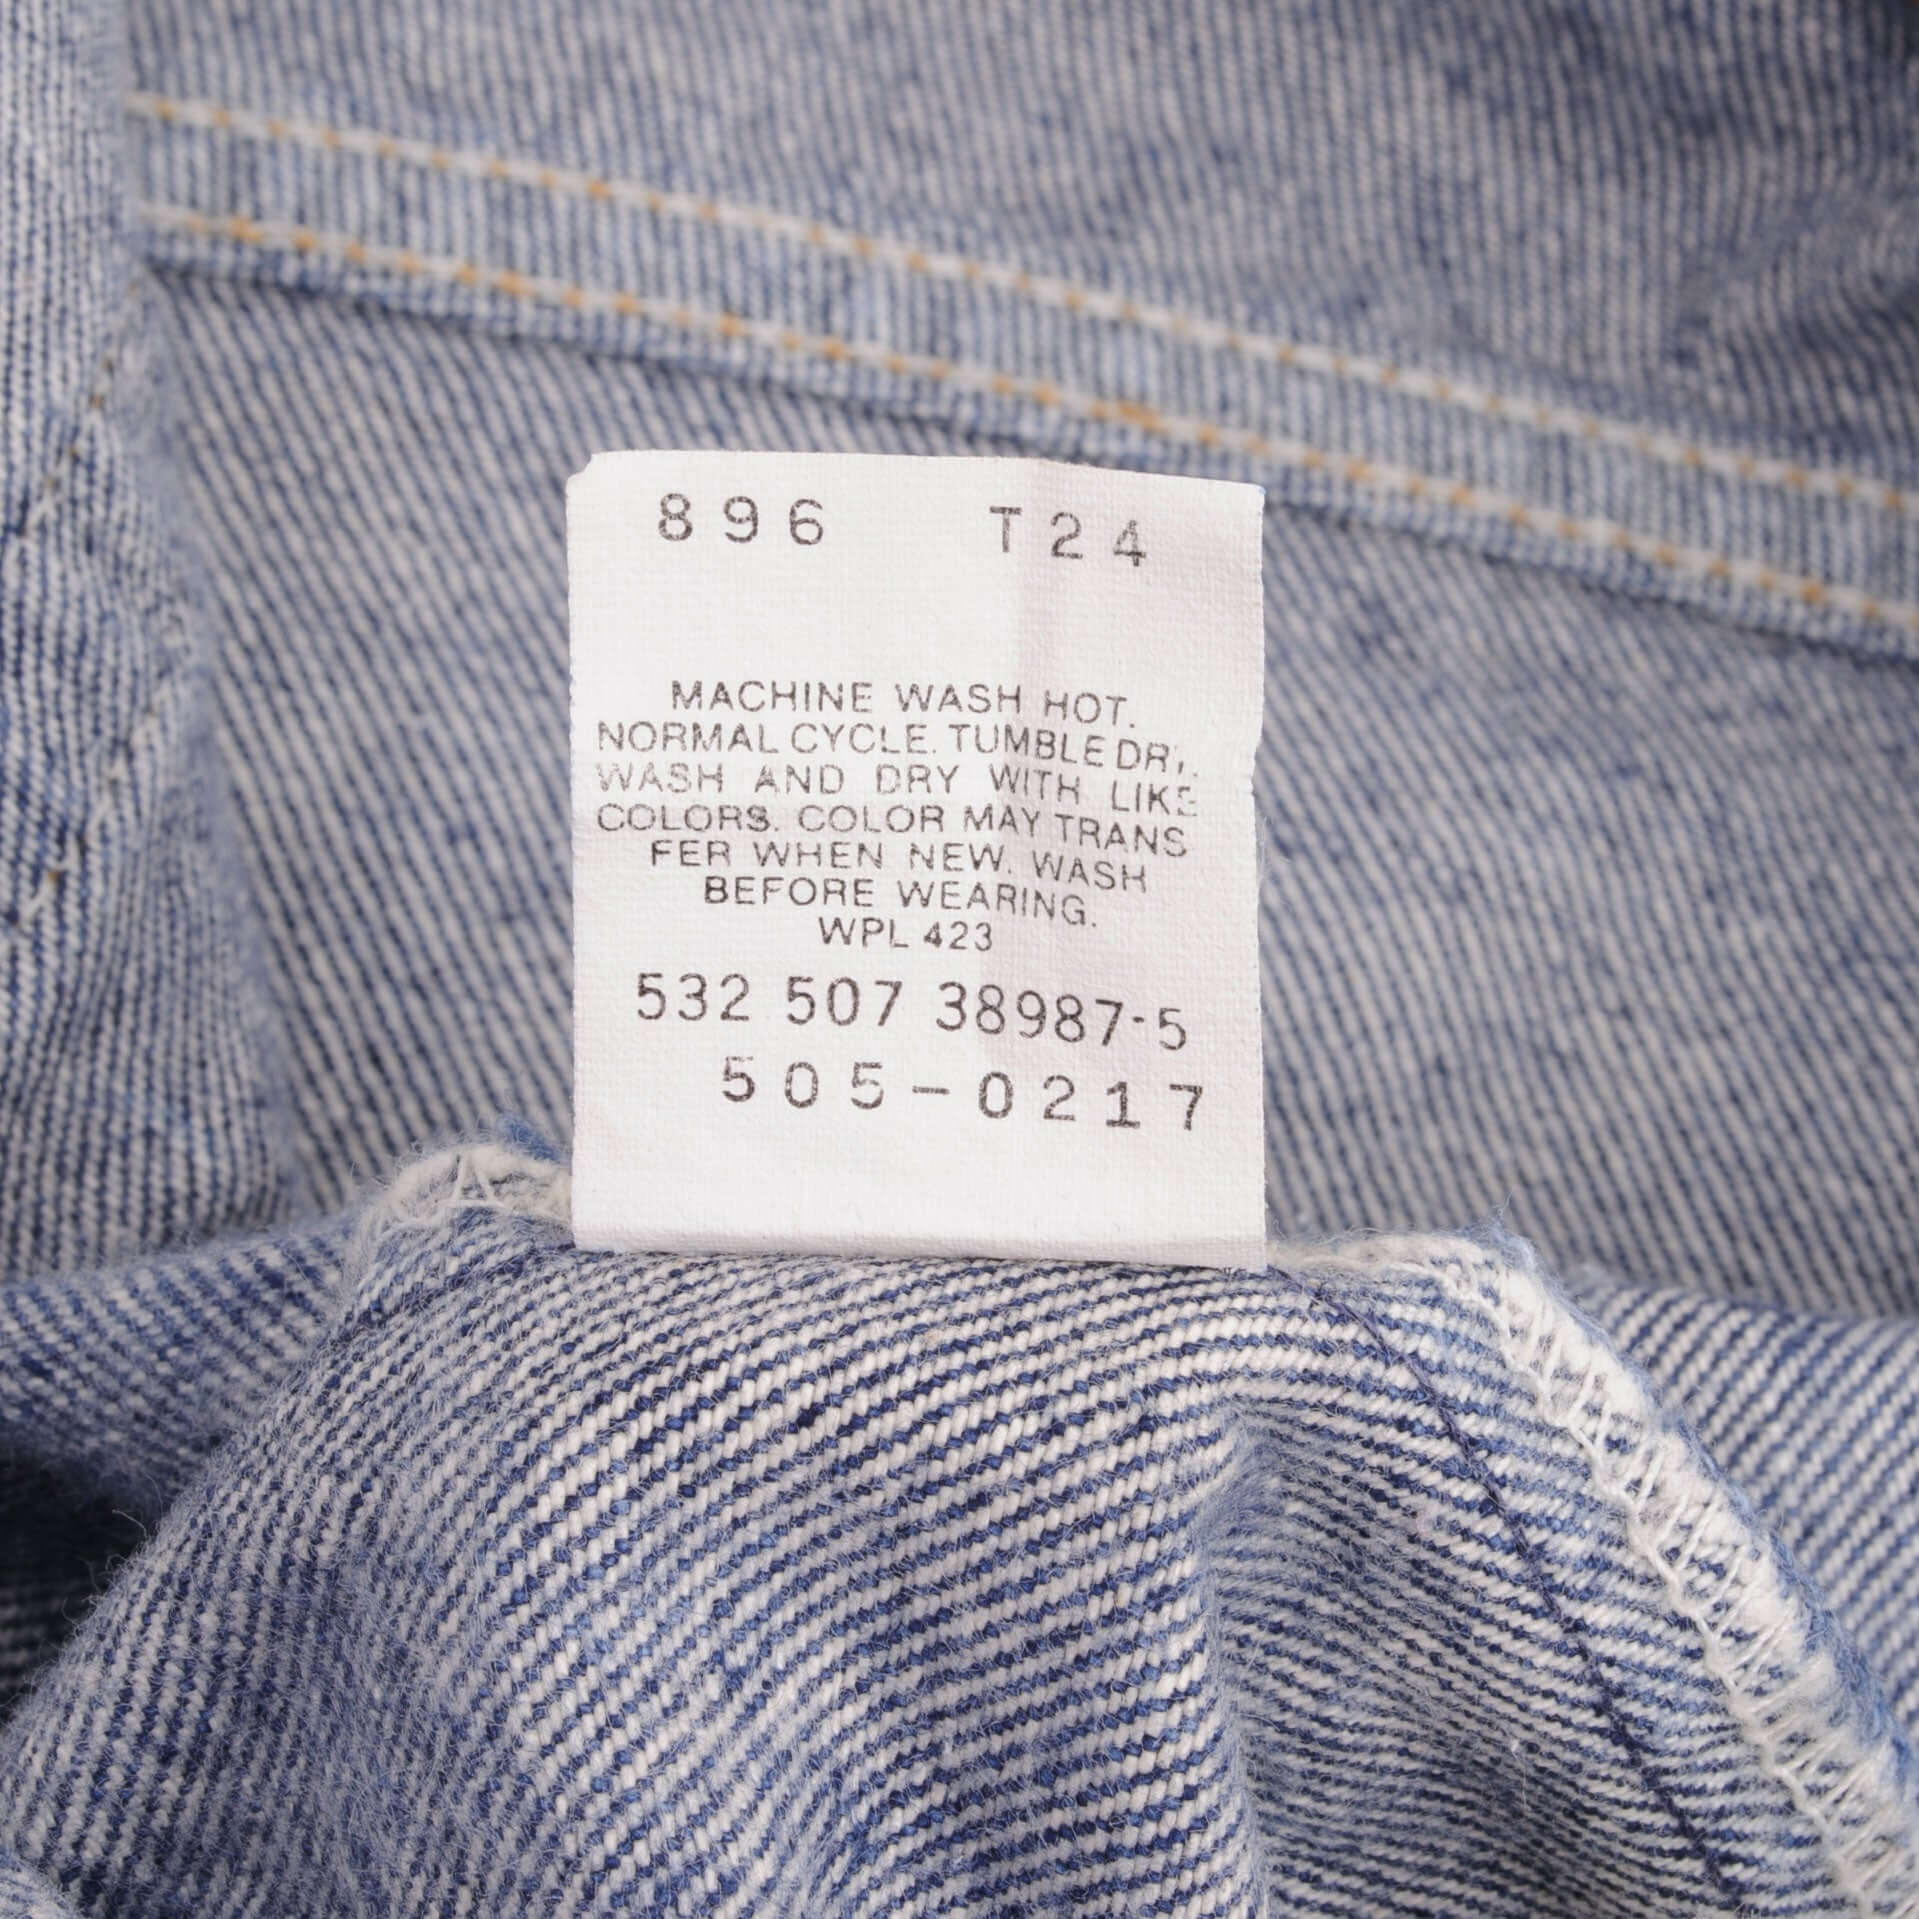 896 T24
MACHINE WASH HOT.
NORMAL CYCLE. TUMBLE DRY.
WASH AND DRY WITH LIKE
COLORS. COLOR MAY TRANS
FER WHEN NEW. WASH
BEFORE WEARING.
WPL 423
532 507 38987-5
505-0217